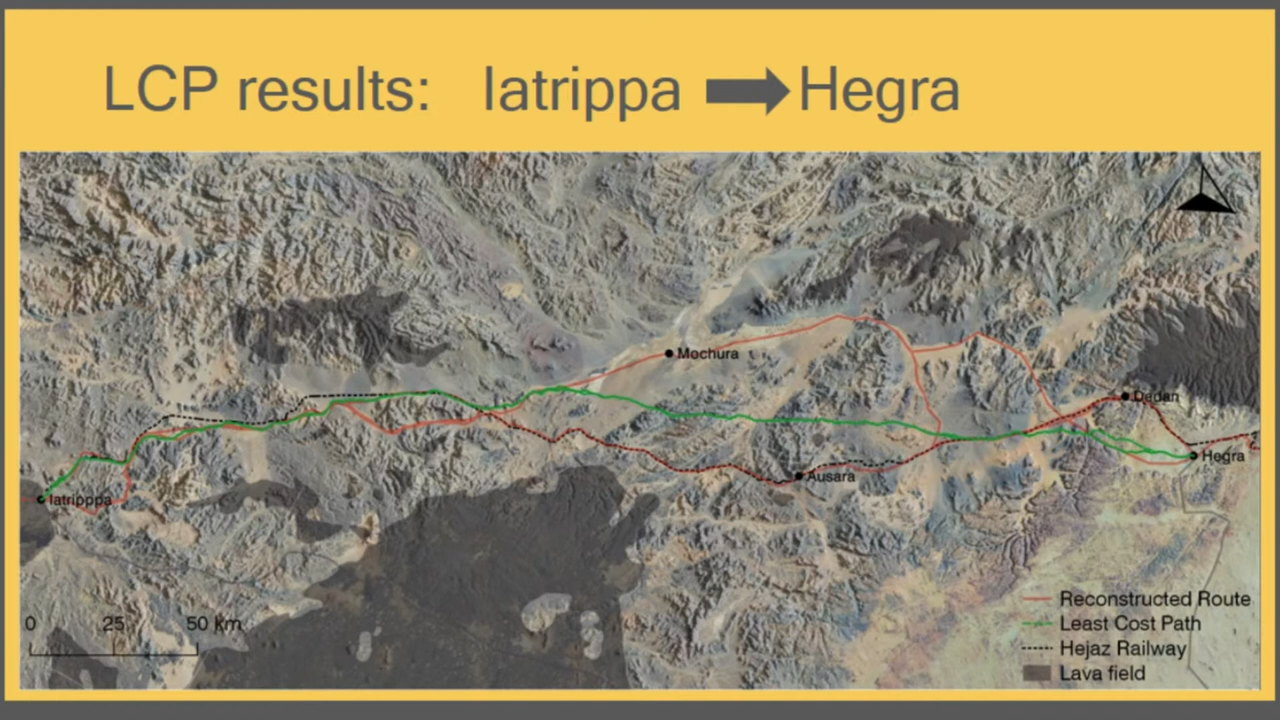 LCP results: Iatrippa Hegra
Mochura
Dedan
Hegra
Ausara
Iatripppa
0 25 50 km
Reconstructed Route
Least Cost Path
Hejaz Railway
Lava field